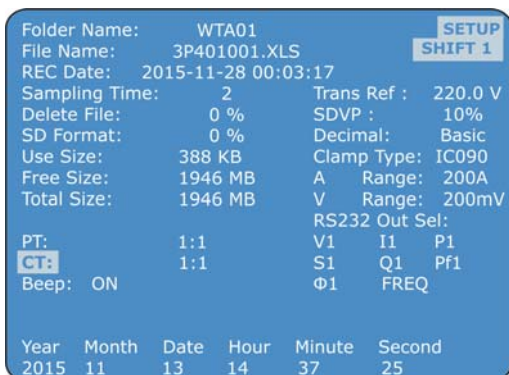 Folder Name: WTA01 SETUP
File Name: 3P401001.XLS SHIFT 1
REC Date: 2015-11-28 00:03:17
Sampling Time: 2 Trans Ref : 220.0 V
Delete File: 0 % SDVP : 10%
SD Format: 0 % Decimal: Basic
Use Size: 388 KB Clamp Type: IC090
Free Size: 1946 MB A Range: 200A
Total Size: 1946 MB V Range: 200mV
RS232 Out Sel:
PT: 1:1 V1 I1 P1
CT: 1:1 S1 Q1 Pf1
Beep: ON Φ1 FREQ
Year Month Date Hour Minute Second
2015 11 13 14 37 25